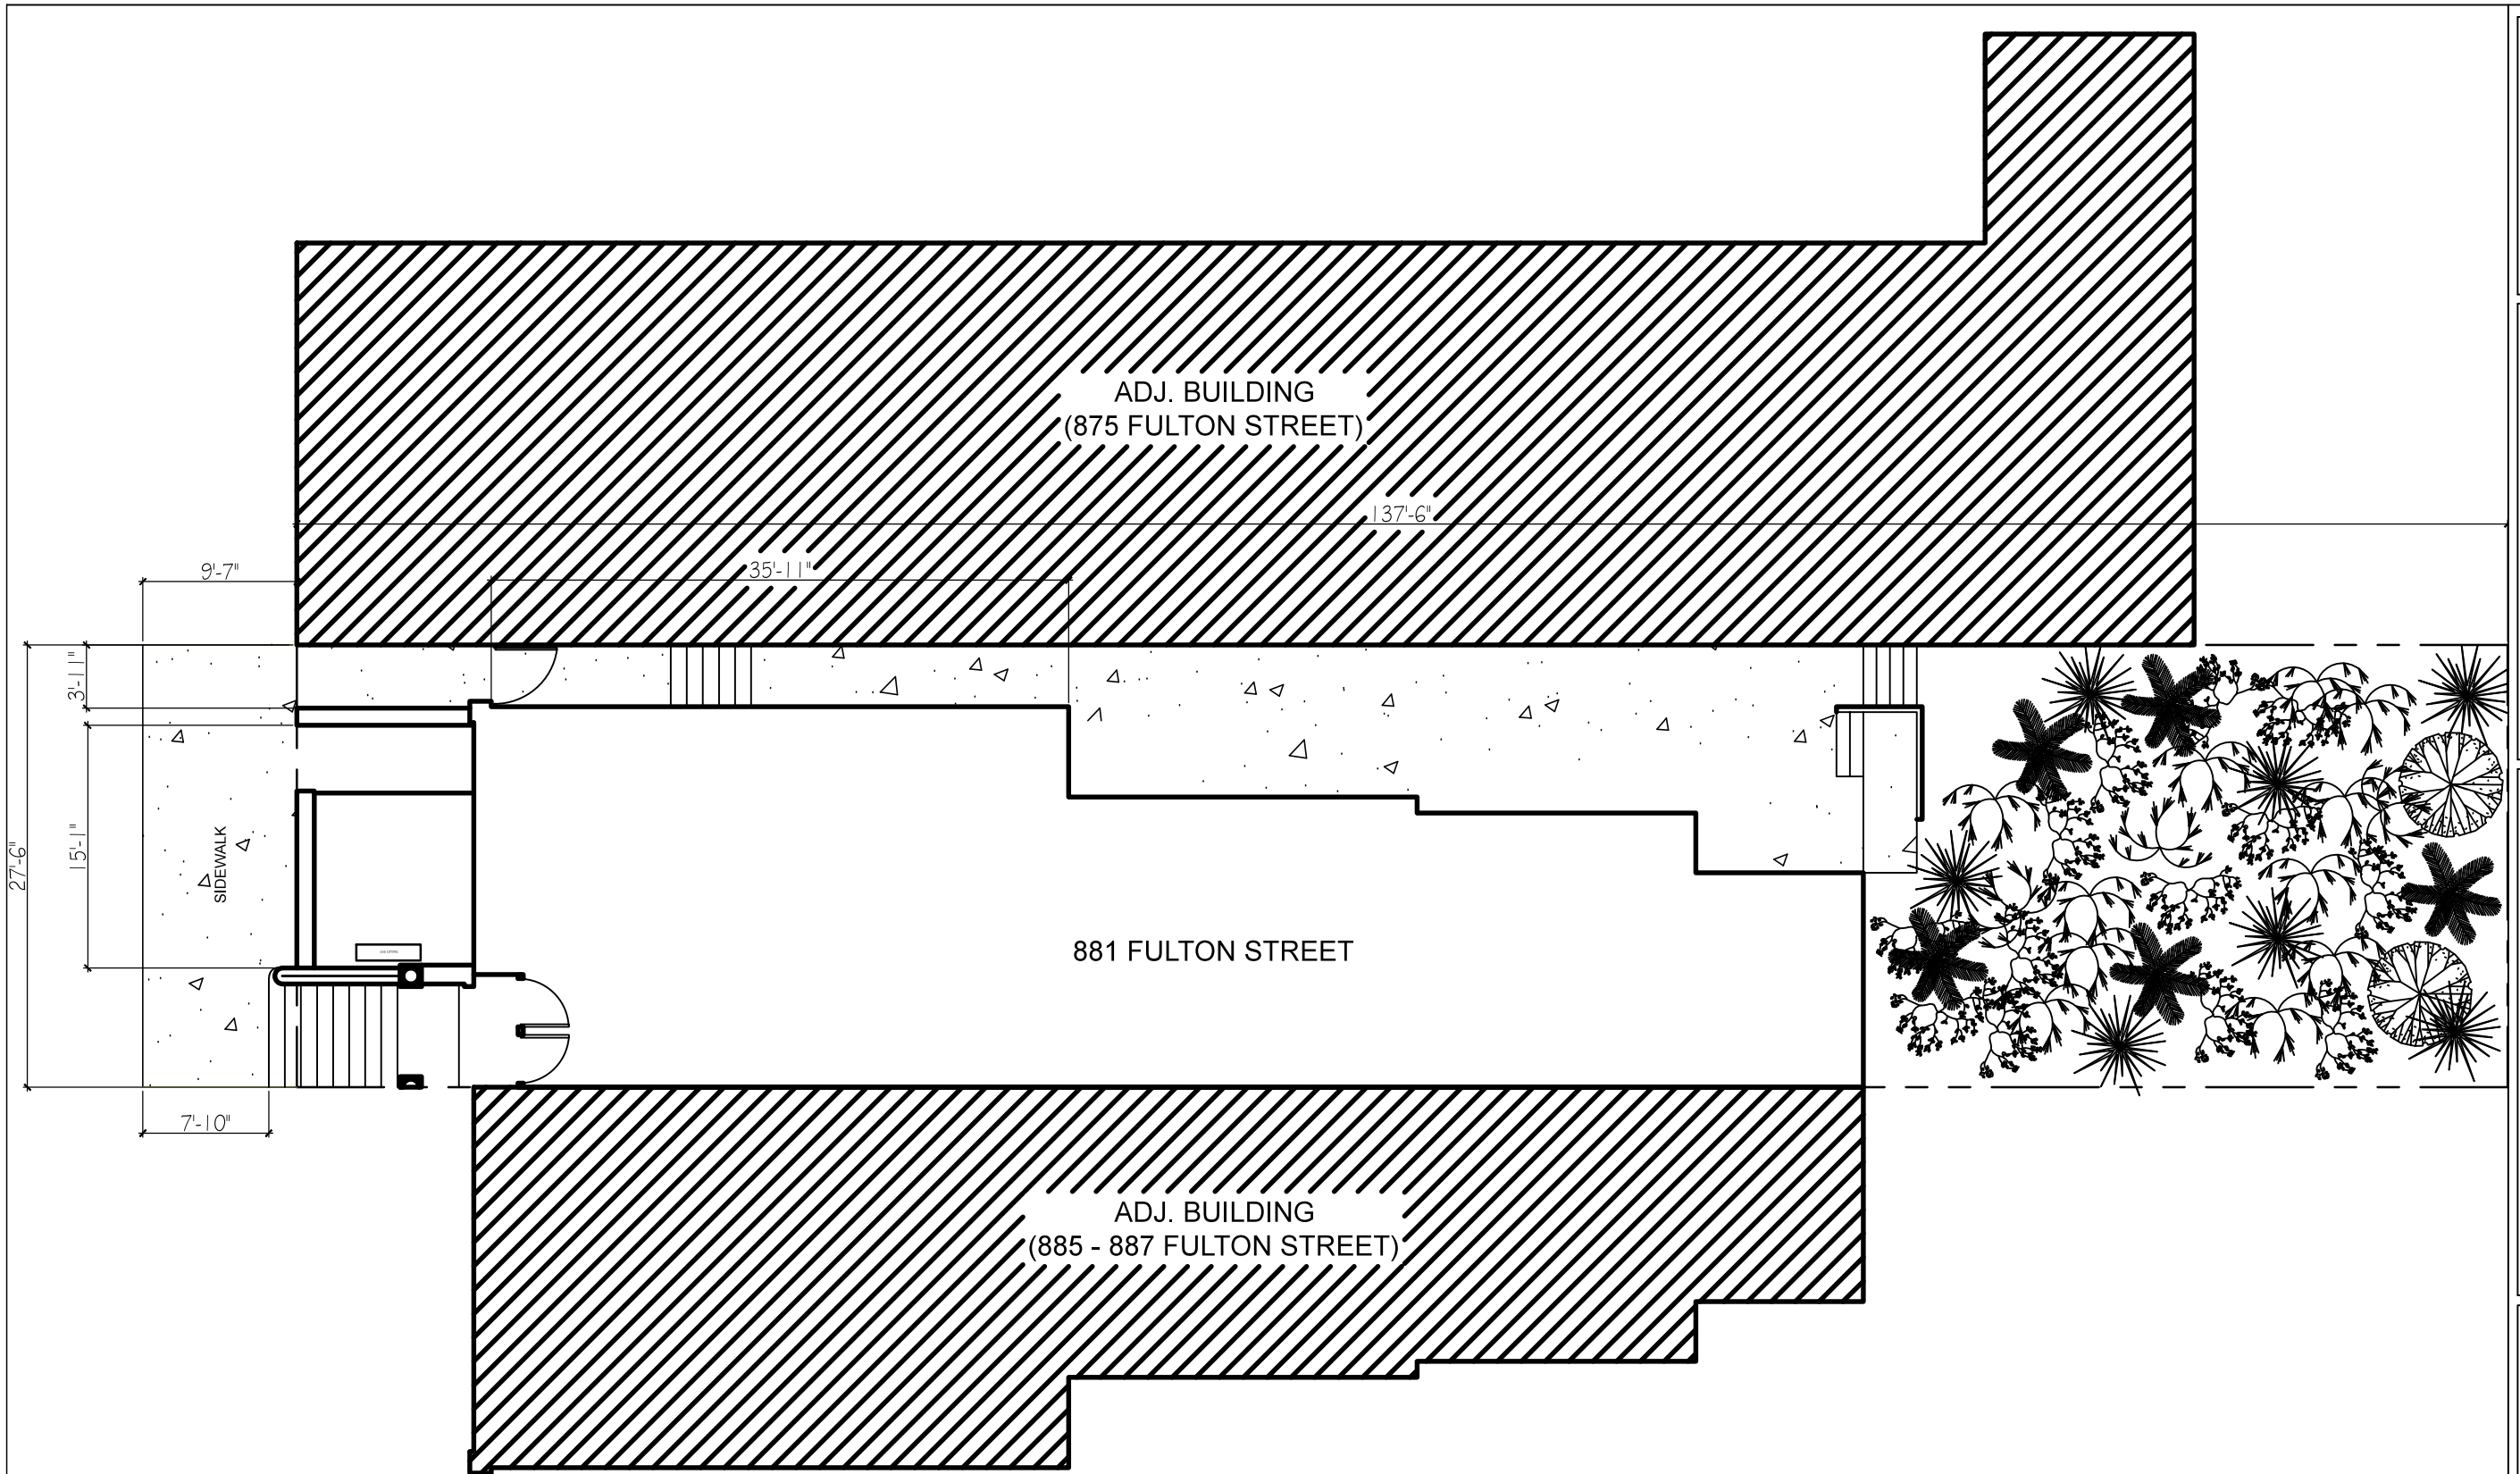 ADJ. BUILDING
(875 FULTON STREET)
137'-6"
35'-11"
9'-7"
3'-11"
15'-1"
27'-6"
SIDEWALK
881 FULTON STREET
7'-10"
ADJ. BUILDING
(885 - 887 FULTON STREET)